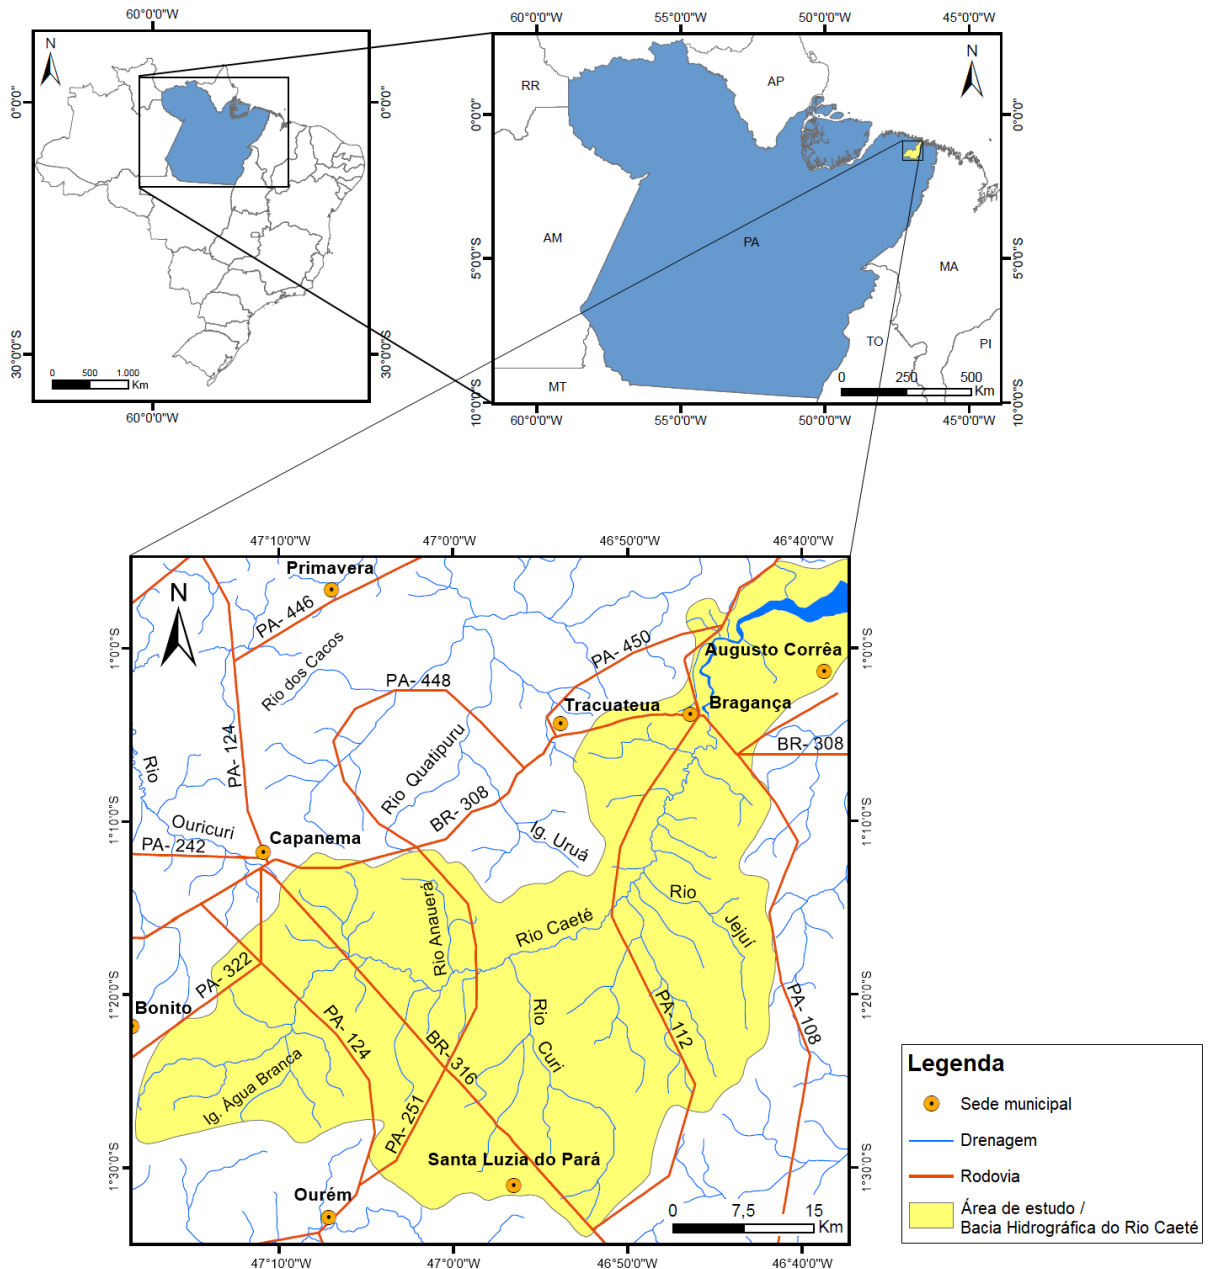 60°0'0"W
N
0°0'0"
0°0'0"
30°0'0"S
30°0'0"S
0 500 1.000
Km
60°0'0"W
60°0'0"W 55°0'0"W 50°0'0"W 45°0'0"W
N
RR
AP
0°0'0"
0°0'0"
AM
PA
MA
5°0'0"S
5°0'0"S
TO
PI
MT
0 250 500
Km
10°0'0"S
10°0'0"S
60°0'0"W 55°0'0"W 50°0'0"W 45°0'0"W
47°10'0"W 47°0'0"W 46°50'0"W 46°40'0"W
Primavera
N
PA- 446
PA- 450
1°0'0"S
1°0'0"S
Augusto Corrêa
Rio dos Cacos
PA- 448
Tracuateua
Bragança
PA- 124
BR- 308
Rio
Ouricuri
Rio Quatipuru
BR- 308
Ig. Uruá
1°10'0"S
1°10'0"S
Capanema
PA- 242
Rio
Jejuí
Rio Anauerá
Rio Caeté
PA- 322
Bonito
1°20'0"S
1°20'0"S
PA- 124
BR- 316
Rio
Curi
PA- 112
PA- 108
Ig. Água Branca
PA- 251
Santa Luzia do Pará
1°30'0"S
1°30'0"S
Ourém
0 7,5 15
Km
47°10'0"W 47°0'0"W 46°50'0"W 46°40'0"W
Legenda
Sede municipal
Drenagem
Rodovia
Área de estudo /
Bacia Hidrográfica do Rio Caeté